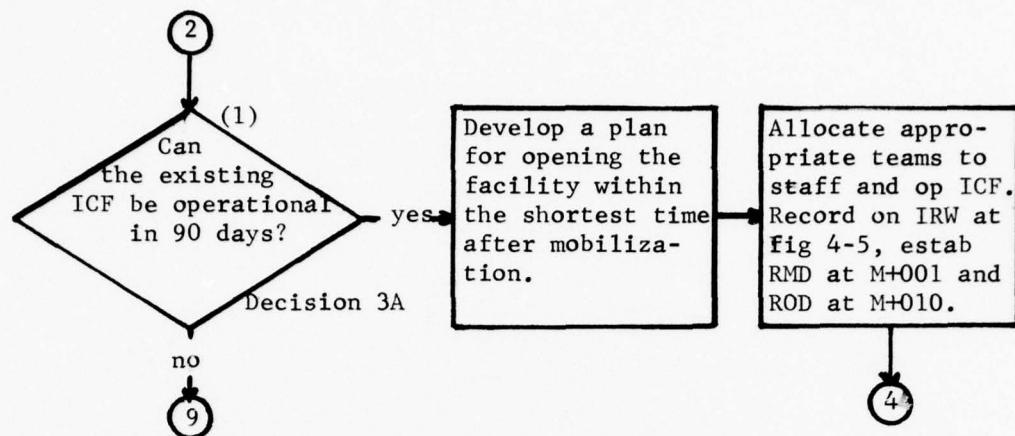 2
(1)
Can
the existing
ICF be operational
in 90 days?
yes
Decision 3A
no
9
Develop a plan
for opening the
facility within
the shortest time
after mobiliza-
tion.
Allocate appro-
priate teams to
staff and op ICF.
Record on IRW at
fig 4-5, estab
RMD at M+001 and
ROD at M+010.
4